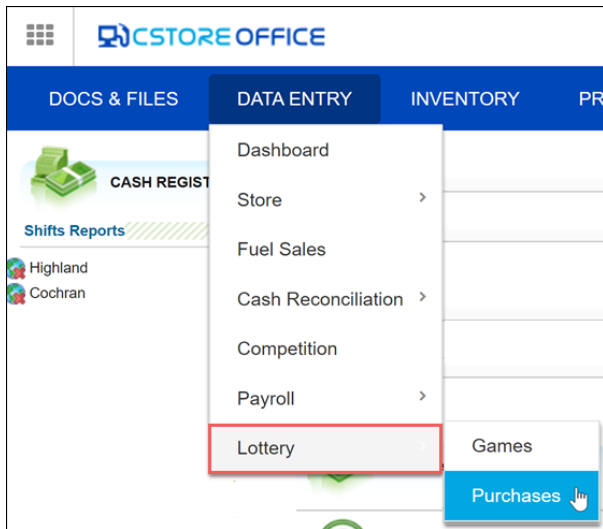 CSTORE OFFICE
DOCS & FILES DATA ENTRY INVENTORY PR
Dashboard
CASH REGIST
Store
Shifts Reports
Fuel Sales
Highland
Cochran
Cash Reconciliation
Competition
Payroll
Lottery
Games
Purchases